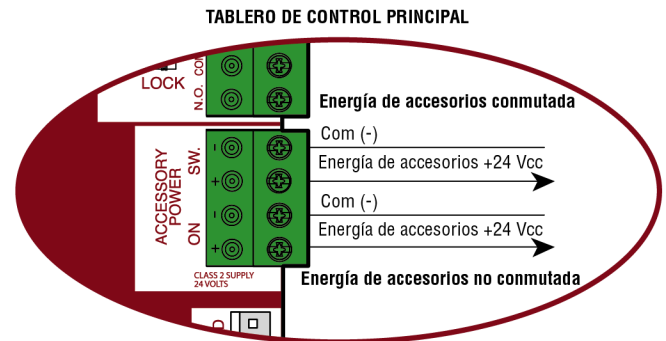 TABLERO DE CONTROL PRINCIPAL
LOCK
N.O. COM
Energía de accesorios conmutada
Com (-)
Energía de accesorios +24 Vcc
Com (-)
Energía de accesorios +24 Vcc
Energía de accesorios no conmutada
ACCESSORY
POWER
SW.
ON
- + - +
CLASS 2 SUPPLY
24 VOLTS